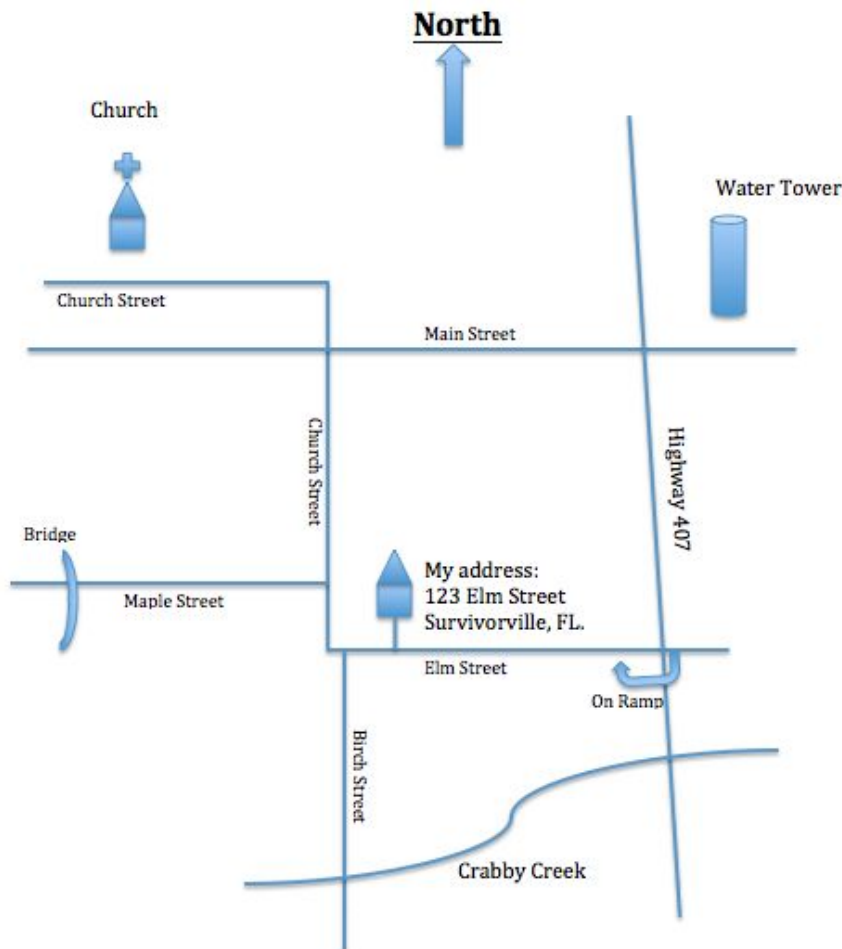 North
Church
Water Tower
Church Street
Main Street
Church Street
Highway 407
Bridge
My address:
123 Elm Street
Survivorville, FL.
Maple Street
Elm Street
On Ramp
Birch Street
Crabby Creek